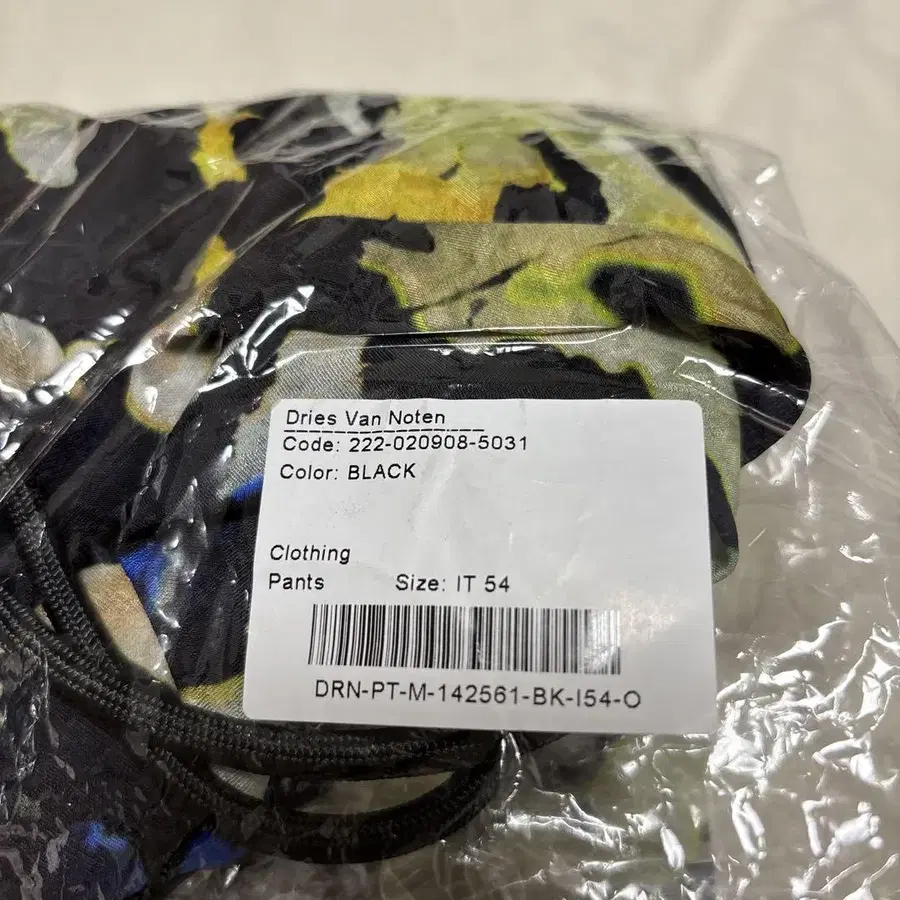 Dries Van Noten
Code: 222-020908-5031
Color: BLACK
Clothing
Pants Size: IT 54
DRN-PT-M-142561-BK-I54-O